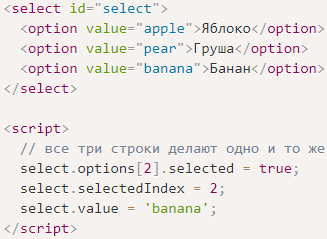 <select id="select">
  <option value="apple">Яблоко</option>
  <option value="pear">Груша</option>
  <option value="banana">Банан</option>
</select>

<script>
  // все три строки делают одно и то же
  select.options[2].selected = true;
  select.selectedIndex = 2;
  select.value = 'banana';
</script>